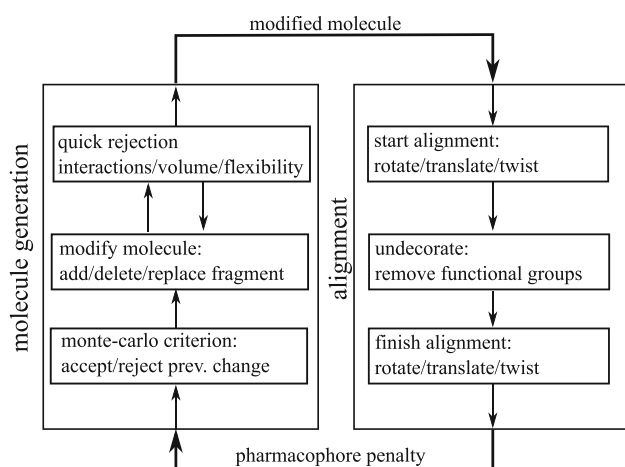 modified molecule
molecule generation
quick rejection
interactions/volume/flexibility
modify molecule:
add/delete/replace fragment
monte-carlo criterion:
accept/reject prev. change
alignment
start alignment:
rotate/translate/twist
undecorate:
remove functional groups
finish alignment:
rotate/translate/twist
pharmacophore penalty